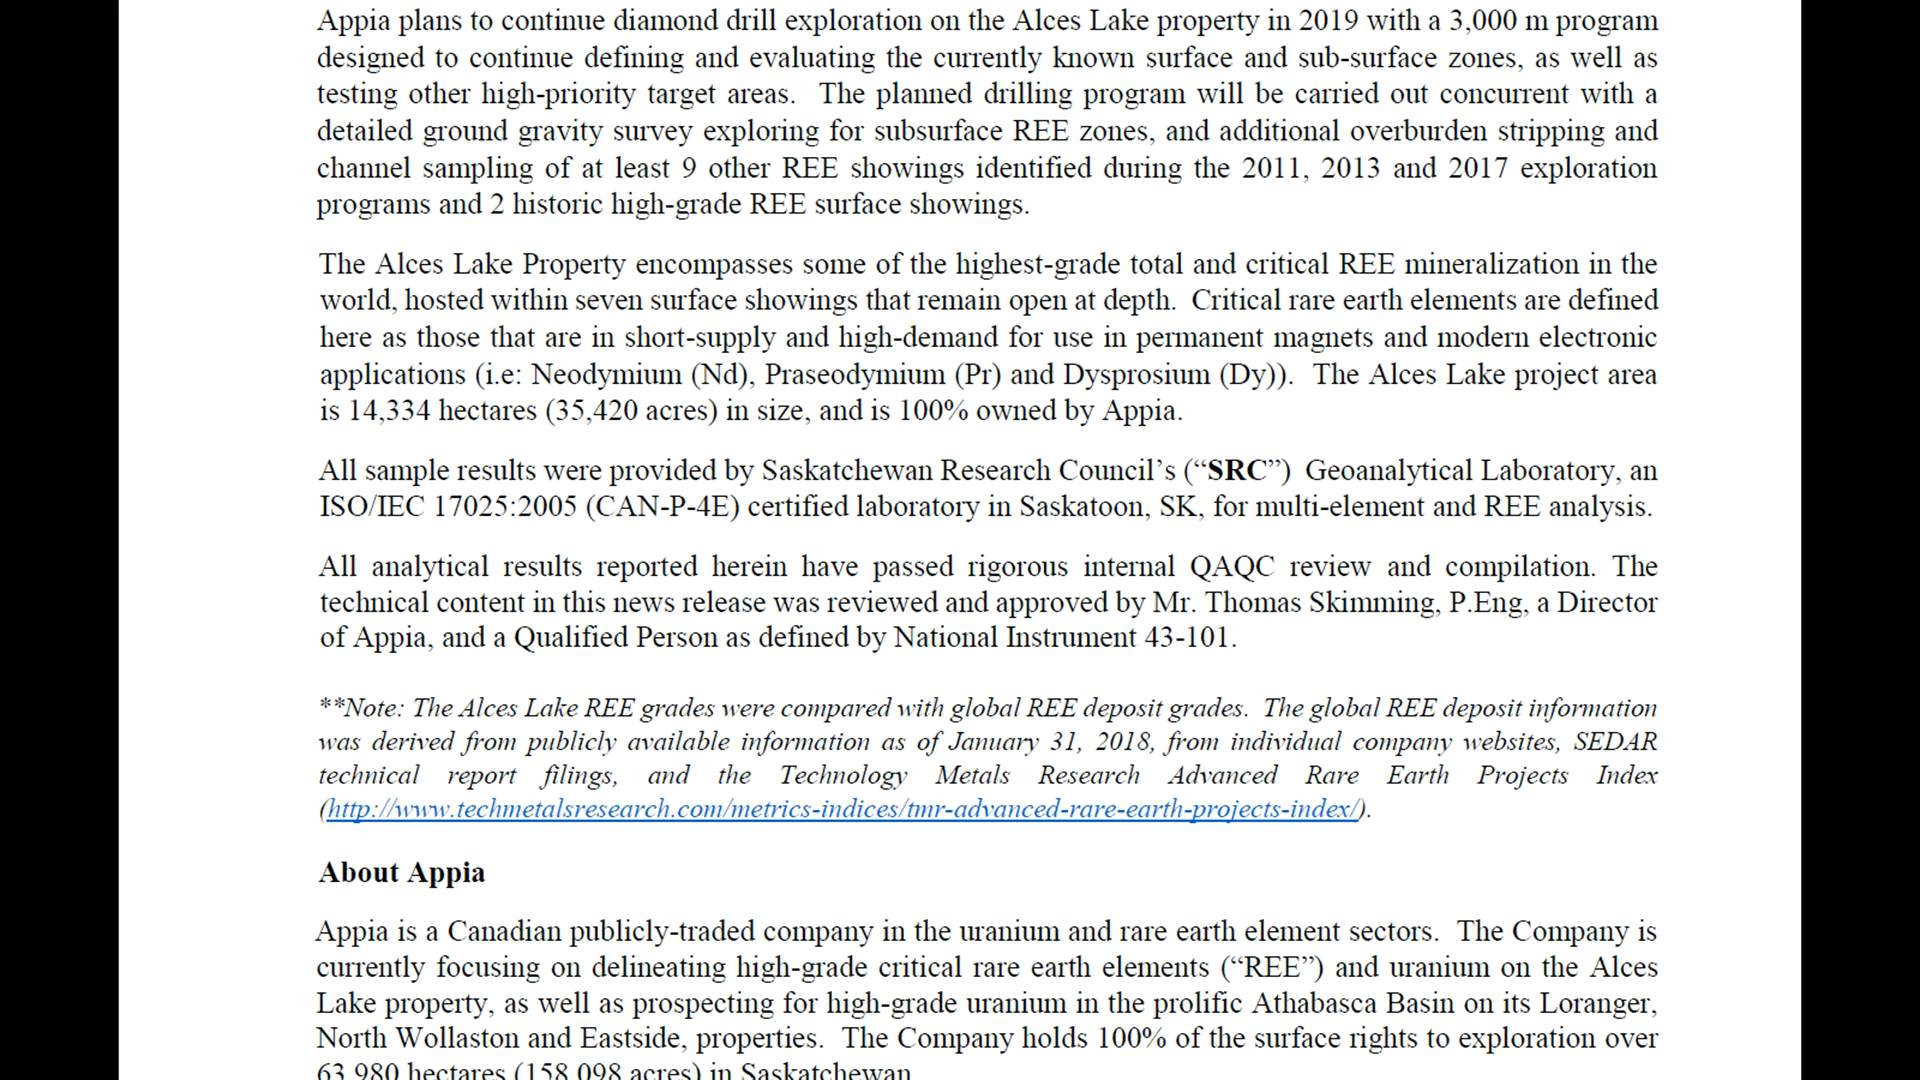 Appia plans to continue diamond drill exploration on the Alces Lake property in 2019 with a 3,000 m program
designed to continue defining and evaluating the currently known surface and sub-surface zones, as well as
testing other high-priority target areas.  The planned drilling program will be carried out concurrent with a
detailed ground gravity survey exploring for subsurface REE zones, and additional overburden stripping and
channel sampling of at least 9 other REE showings identified during the 2011, 2013 and 2017 exploration
programs and 2 historic high-grade REE surface showings.
The Alces Lake Property encompasses some of the highest-grade total and critical REE mineralization in the
world, hosted within seven surface showings that remain open at depth.  Critical rare earth elements are defined
here as those that are in short-supply and high-demand for use in permanent magnets and modern electronic
applications (i.e: Neodymium (Nd), Praseodymium (Pr) and Dysprosium (Dy)).  The Alces Lake project area
is 14,334 hectares (35,420 acres) in size, and is 100% owned by Appia.
All sample results were provided by Saskatchewan Research Council’s (“SRC”)  Geoanalytical Laboratory, an
ISO/IEC 17025:2005 (CAN-P-4E) certified laboratory in Saskatoon, SK, for multi-element and REE analysis.
All analytical results reported herein have passed rigorous internal QAQC review and compilation. The
technical content in this news release was reviewed and approved by Mr. Thomas Skimming, P.Eng, a Director
of Appia, and a Qualified Person as defined by National Instrument 43-101.
**Note: The Alces Lake REE grades were compared with global REE deposit grades.  The global REE deposit information
was derived from publicly available information as of January 31, 2018, from individual company websites, SEDAR
technical report filings, and the Technology Metals Research Advanced Rare Earth Projects Index
(http://www.techmetalsresearch.com/metrics-indices/tmr-advanced-rare-earth-projects-index/).
About Appia
Appia is a Canadian publicly-traded company in the uranium and rare earth element sectors.  The Company is
currently focusing on delineating high-grade critical rare earth elements (“REE”) and uranium on the Alces
Lake property, as well as prospecting for high-grade uranium in the prolific Athabasca Basin on its Loranger,
North Wollaston and Eastside, properties.  The Company holds 100% of the surface rights to exploration over
63,980 hectares (158,098 acres) in Saskatchewan